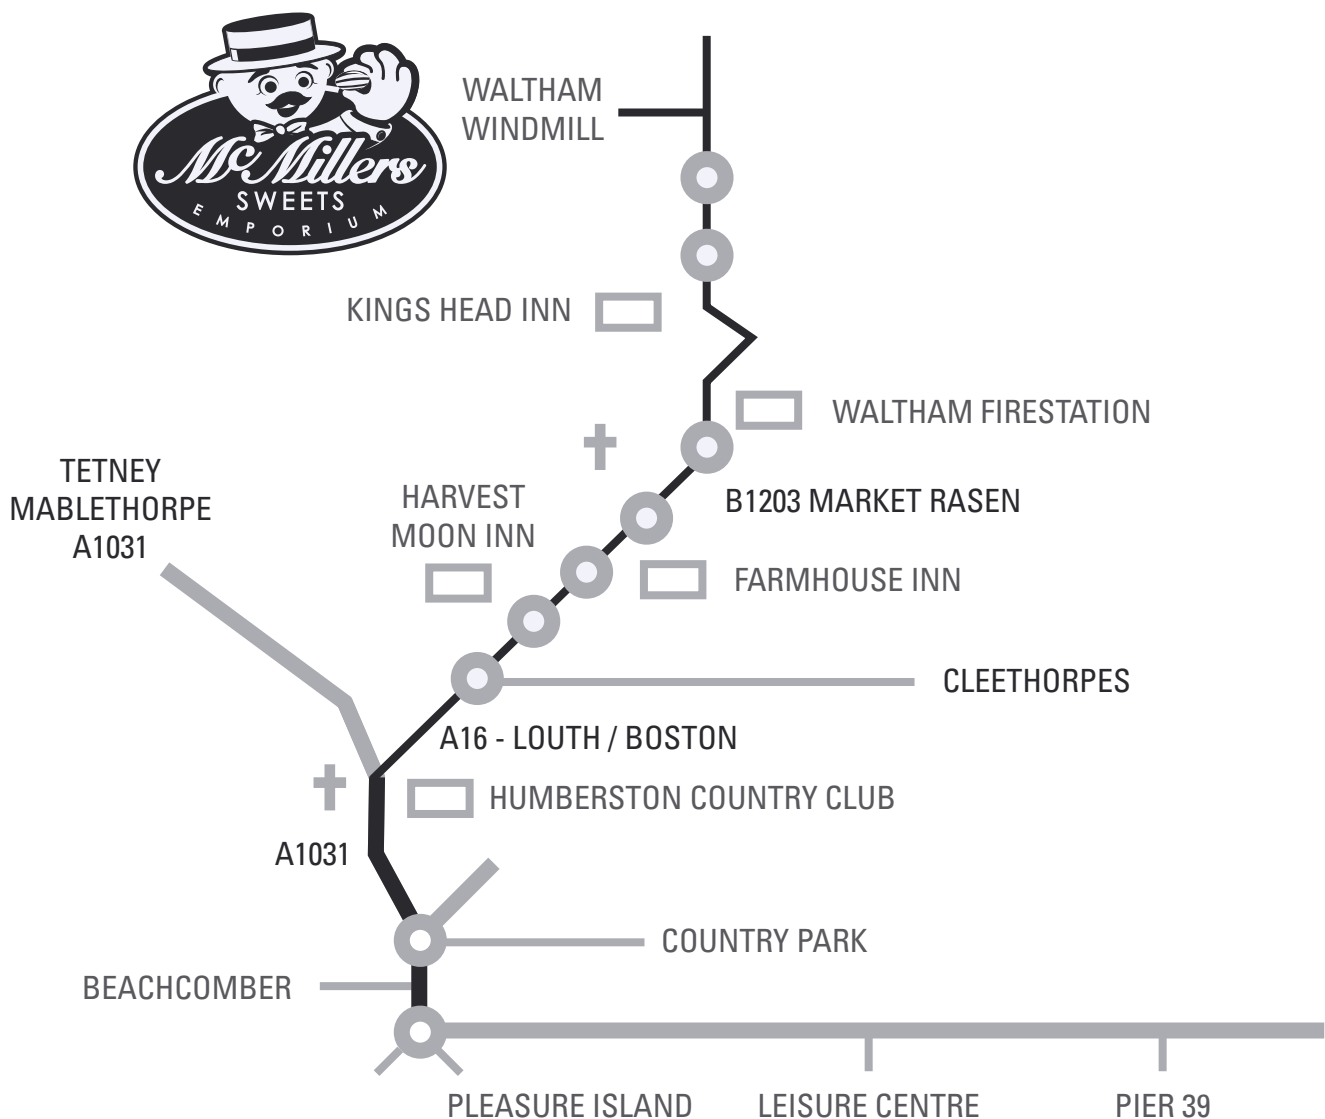 McMillers
SWEETS
EMPORIUM
WALTHAM
WINDMILL
KINGS HEAD INN
WALTHAM FIRESTATION
TETNEY
MABLETHORPE
A1031
HARVEST
MOON INN
B1203 MARKET RASEN
FARMHOUSE INN
CLEETHORPES
A16 - LOUTH / BOSTON
HUMBERSTON COUNTRY CLUB
A1031
COUNTRY PARK
BEACHCOMBER
PLEASURE ISLAND
LEISURE CENTRE
PIER 39